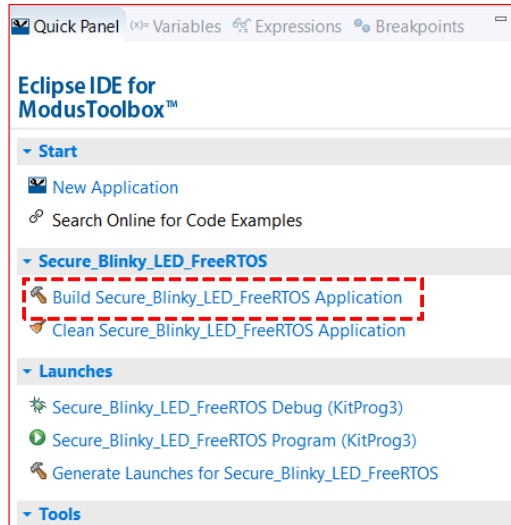 Quick Panel (x)= Variables Expressions Breakpoints
Eclipse IDE for
ModusToolbox™
Start
New Application
Search Online for Code Examples
Secure_Blinky_LED_FreeRTOS
Build Secure_Blinky_LED_FreeRTOS Application
Clean Secure_Blinky_LED_FreeRTOS Application
Launches
Secure_Blinky_LED_FreeRTOS Debug (KitProg3)
Secure_Blinky_LED_FreeRTOS Program (KitProg3)
Generate Launches for Secure_Blinky_LED_FreeRTOS
Tools